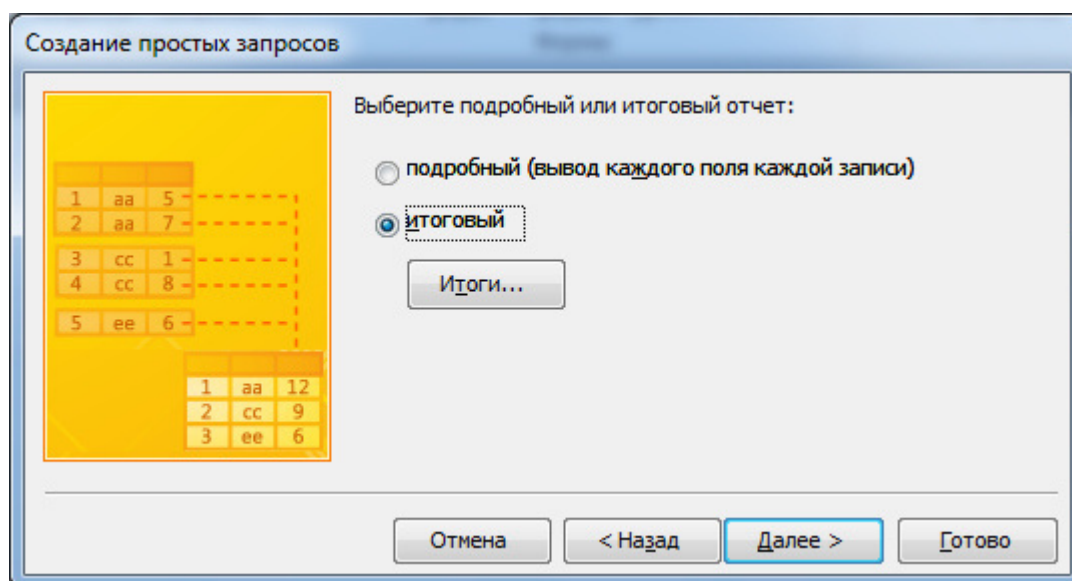 Создание простых запросов
Выберите подробный или итоговый отчет:
подробный (вывод каждого поля каждой записи)
итоговый
Итоги...
1 aa 5
2 aa 7
3 cc 1
4 cc 8
5 ee 6
1 aa 12
2 cc 9
3 ee 6
Отмена
< Назад
Далее >
Готово